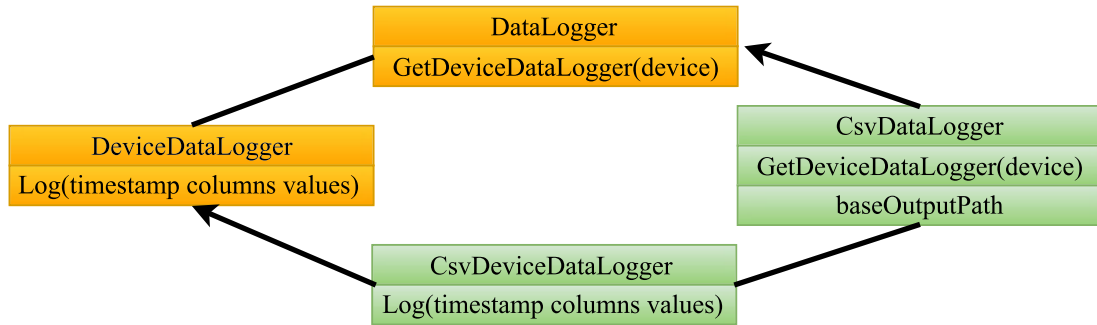 DataLogger
GetDeviceDataLogger(device)
DeviceDataLogger
Log(timestamp columns values)
CsvDataLogger
GetDeviceDataLogger(device)
baseOutputPath
CsvDeviceDataLogger
Log(timestamp columns values)